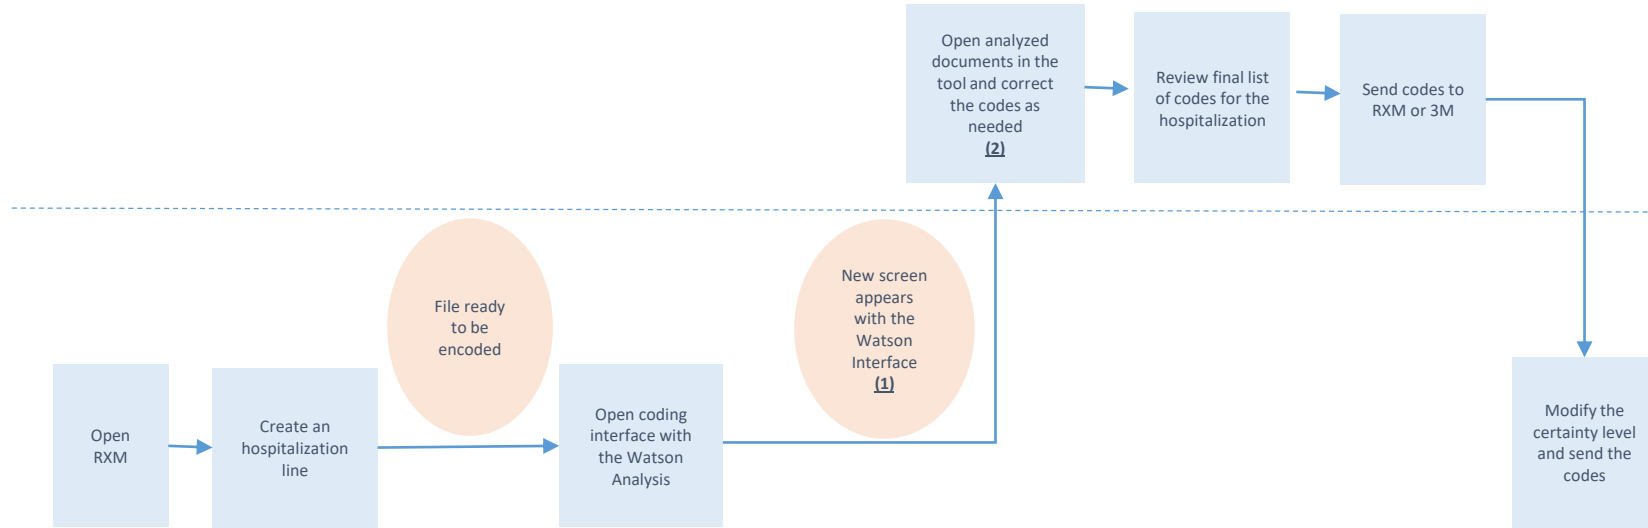 Open analyzed
documents in the
tool and correct
the codes as
needed
(2)
Review final list
of codes for the
hospitalization
Send codes to
RXM or 3M
File ready
to be
encoded
New screen
appears
with the
Watson
Interface
(1)
Open
RXM
Create an
hospitalization
line
Open coding
interface with
the Watson
Analysis
Modify the
certainty level
and send the
codes